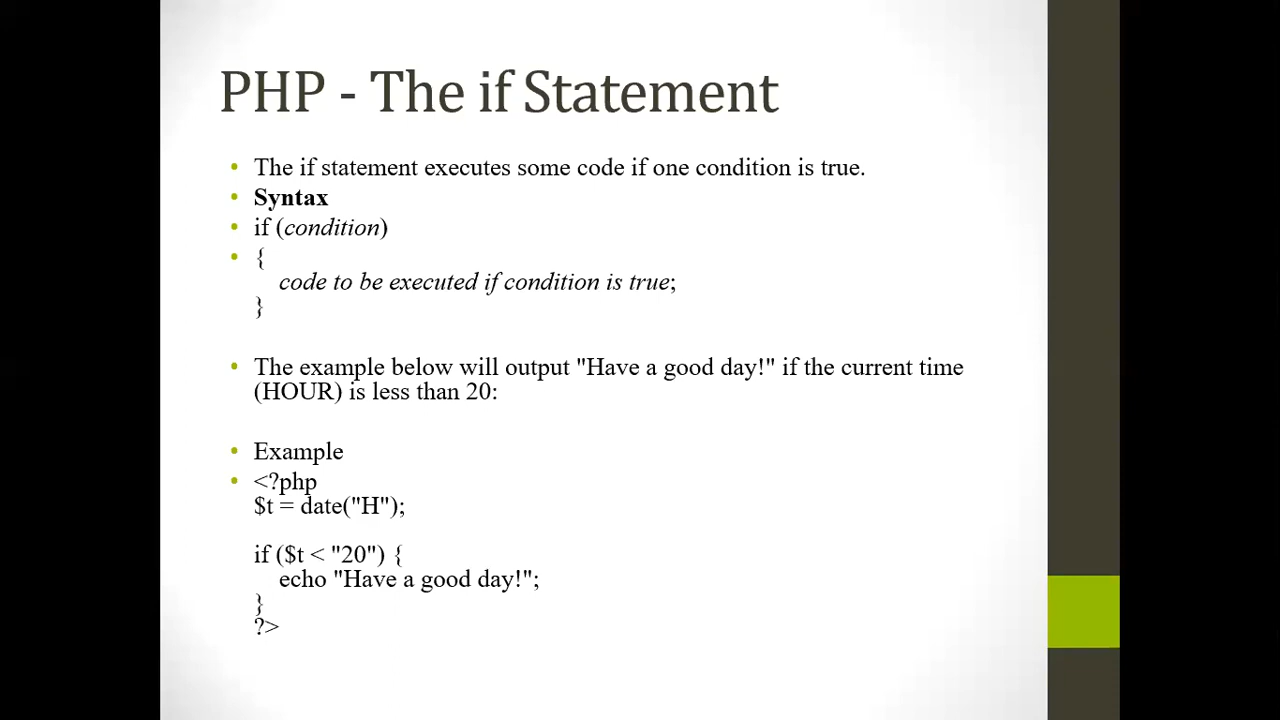 PHP - The if Statement
• The if statement executes some code if one condition is true.
• Syntax
• if (condition)
• {
code to be executed if condition is true;
}
• The example below will output "Have a good day!" if the current time
(HOUR) is less than 20:
• Example
• <?php
$t = date("H");
if ($t < "20") {
echo "Have a good day!";
}
?>